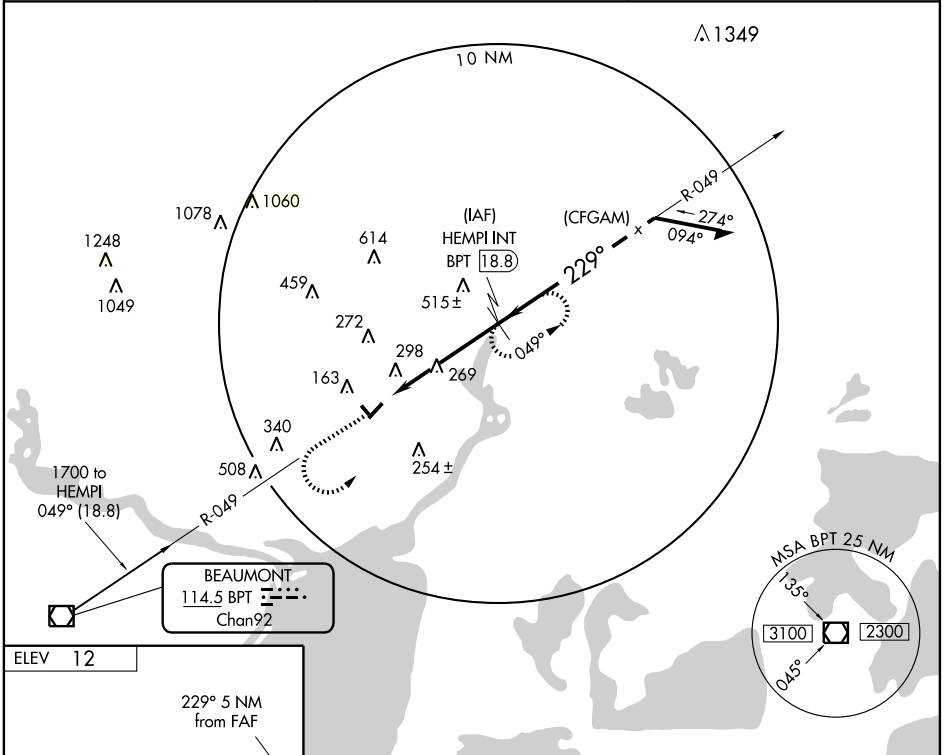 1349
10 NM
R-049
1060
1078
(IAF)
HEMPI INT
BPT 18.8
(CFGAM)
x
274°
094°
1248
1049
614
459
515±
229°
272
049°
298
269
163
340
508
254±
1700 to
HEMPI
049° (18.8)
R-049
BEAUMONT
114.5 BPT
Chan92
MSA BPT 25 NM
135°
3100
2300
045°
ELEV 12
229° 5 NM
from FAF